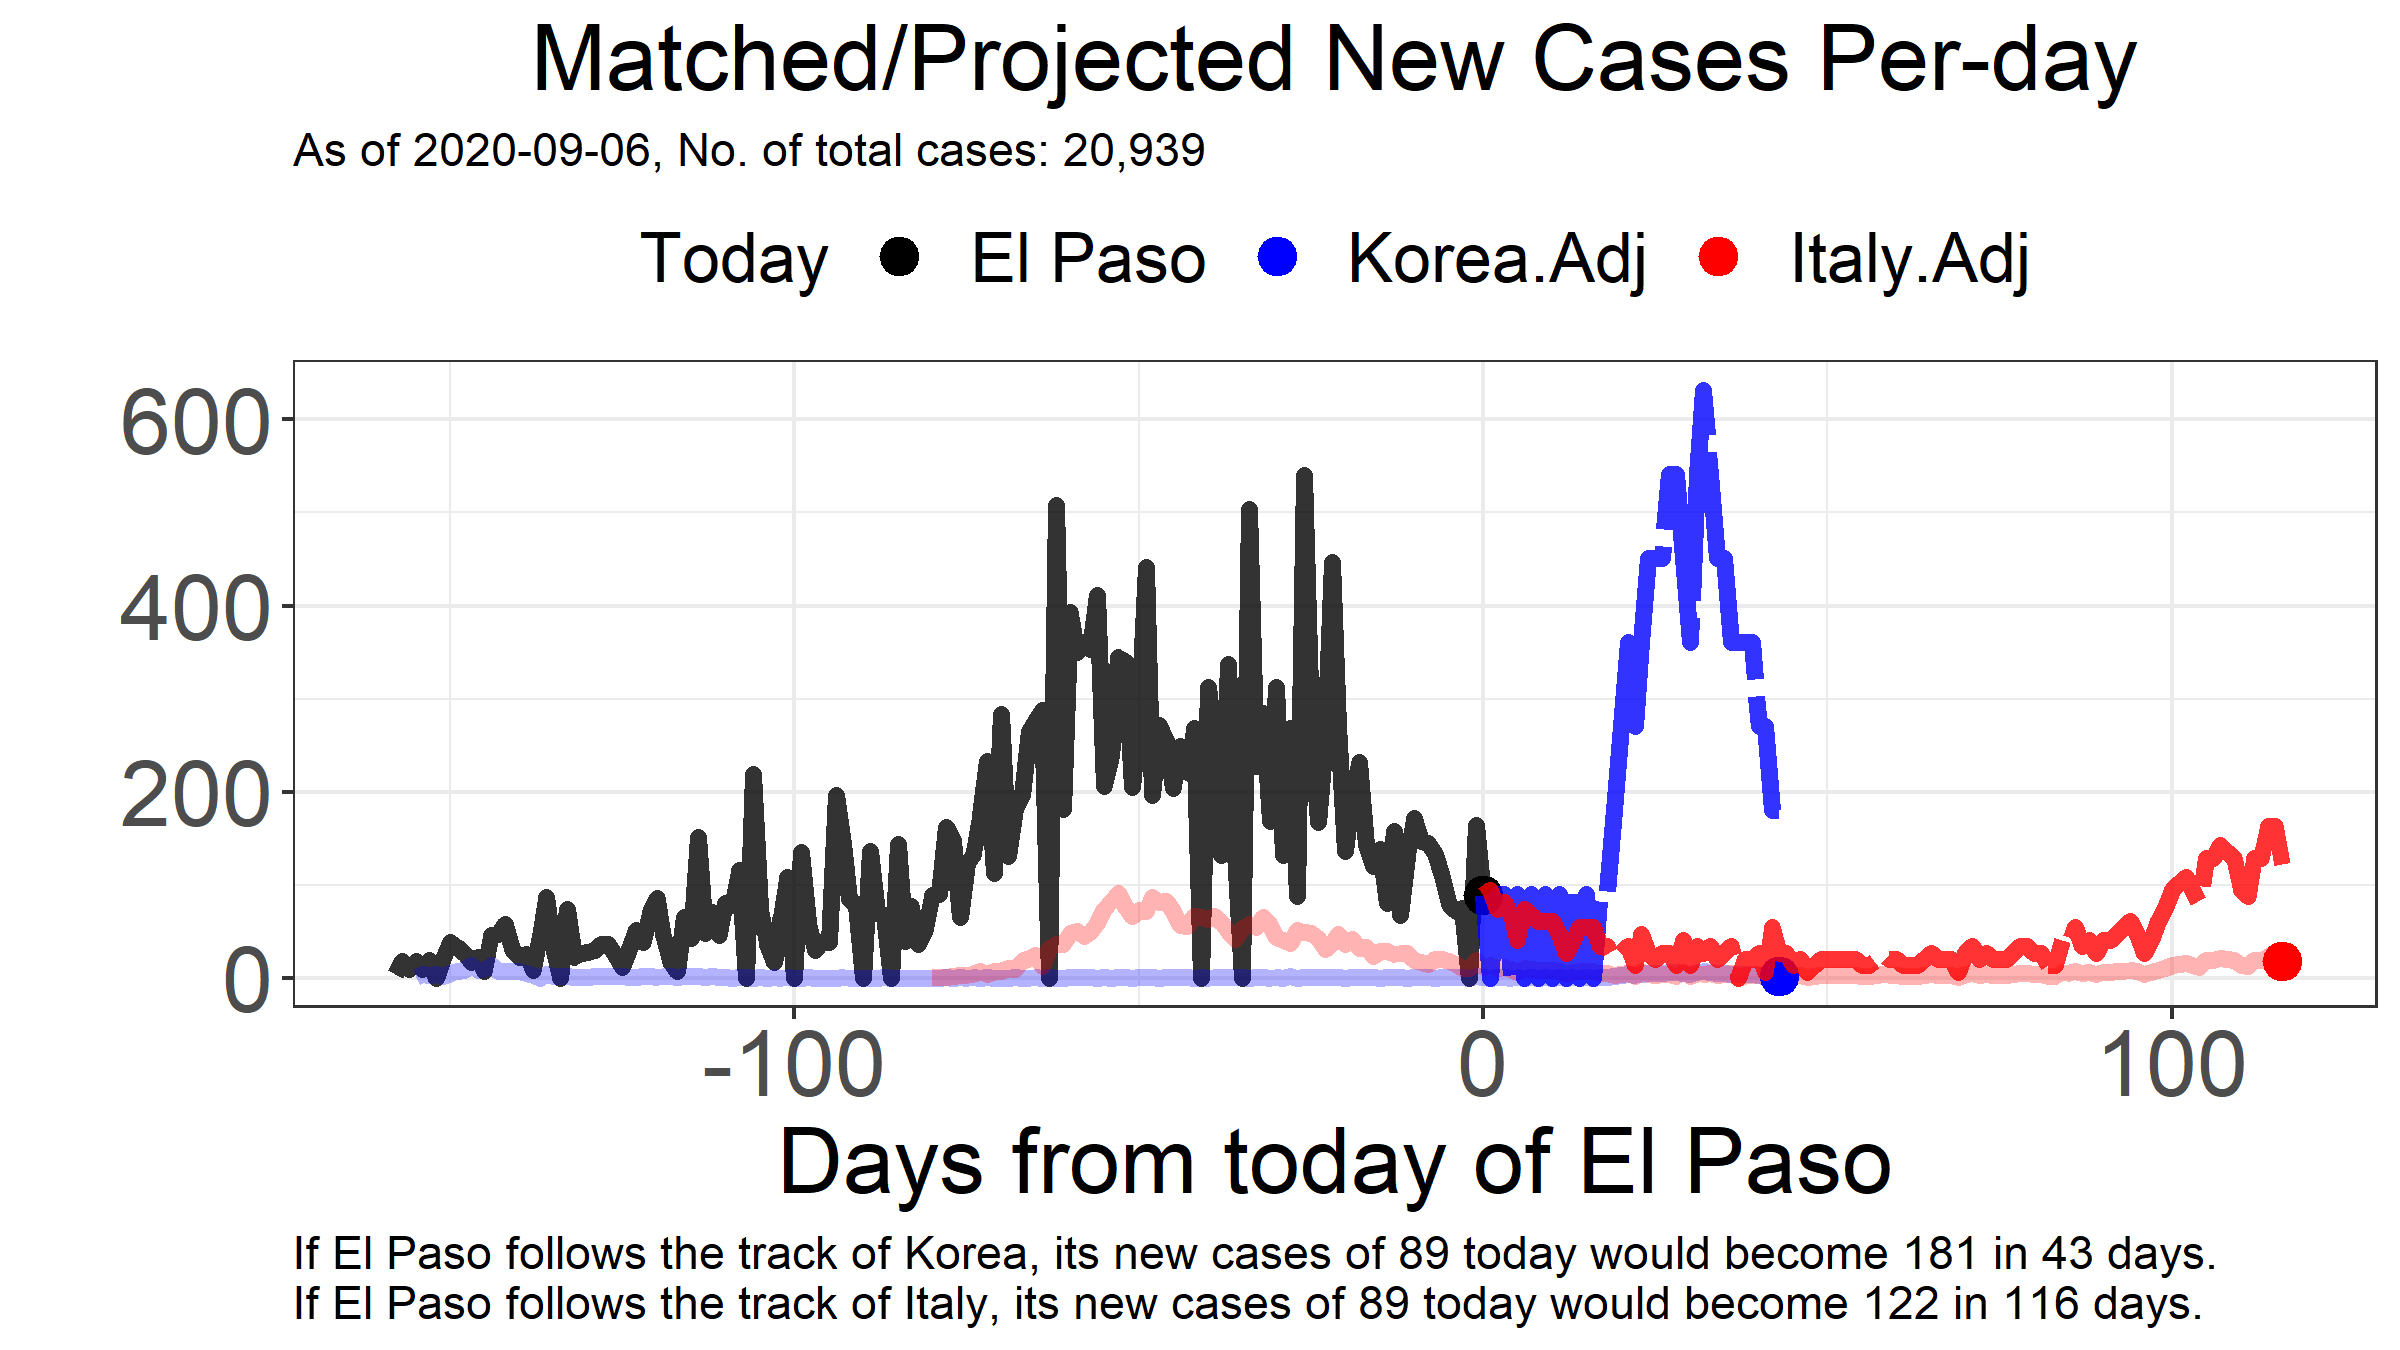 Matched/Projected New Cases Per-day
As of 2020-09-06, No. of total cases: 20,939
Today El Paso Korea.Adj Italy.Adj
600
400
200
0
-100 0 100
Days from today of El Paso
If El Paso follows the track of Korea, its new cases of 89 today would become 181 in 43 days.
If El Paso follows the track of Italy, its new cases of 89 today would become 122 in 116 days.